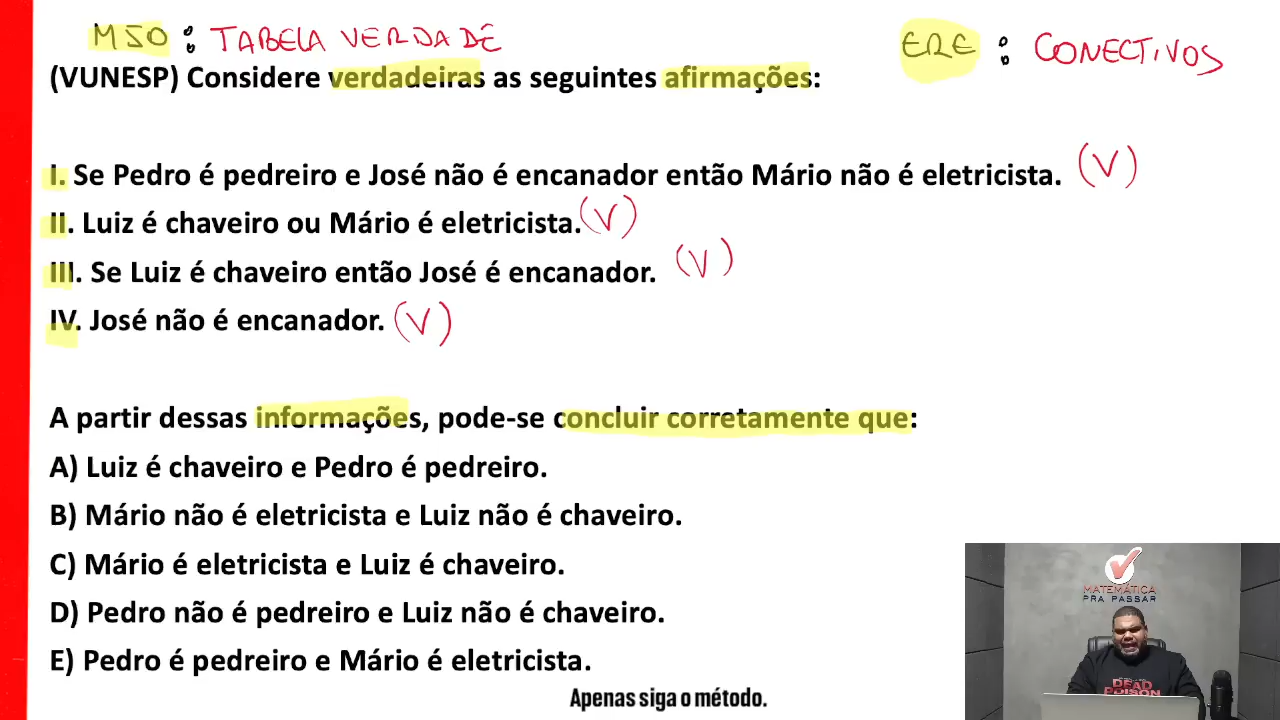 MSO : TABELA VERDADE
ERE : CONECTIVOS
(VUNESP) Considere verdadeiras as seguintes afirmações:
I. Se Pedro é pedreiro e José não é encanador então Mário não é eletricista. (V)
II. Luiz é chaveiro ou Mário é eletricista. (V)
III. Se Luiz é chaveiro então José é encanador. (V)
IV. José não é encanador. (V)
A partir dessas informações, pode-se concluir corretamente que:
A) Luiz é chaveiro e Pedro é pedreiro.
B) Mário não é eletricista e Luiz não é chaveiro.
C) Mário é eletricista e Luiz é chaveiro.
D) Pedro não é pedreiro e Luiz não é chaveiro.
E) Pedro é pedreiro e Mário é eletricista.
MATEMÁTICA
PRA PASSAR
DEAD
POISON
Apenas siga o método.